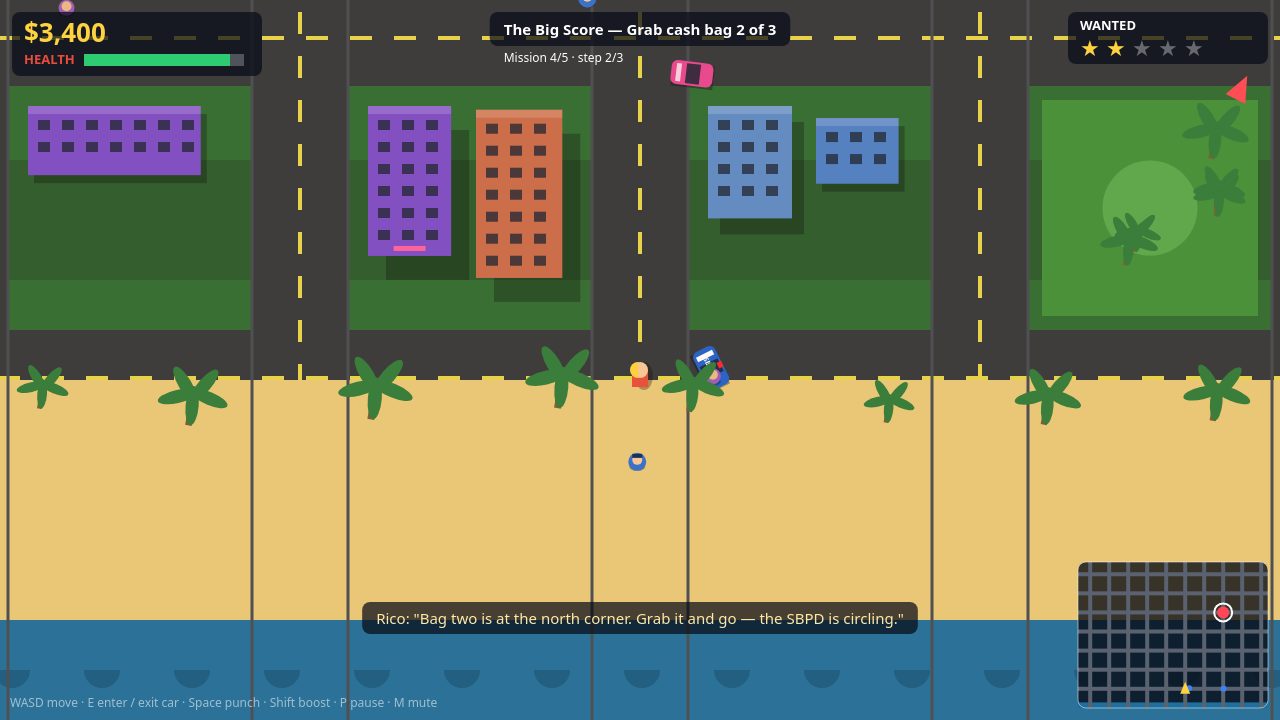 $3,400
HEALTH
The Big Score — Grab cash bag 2 of 3
Mission 4/5 · step 2/3
WANTED
Rico: "Bag two is at the north corner. Grab it and go — the SBPD is circling."
WASD move · E enter / exit car · Space punch · Shift boost · P pause · M mute